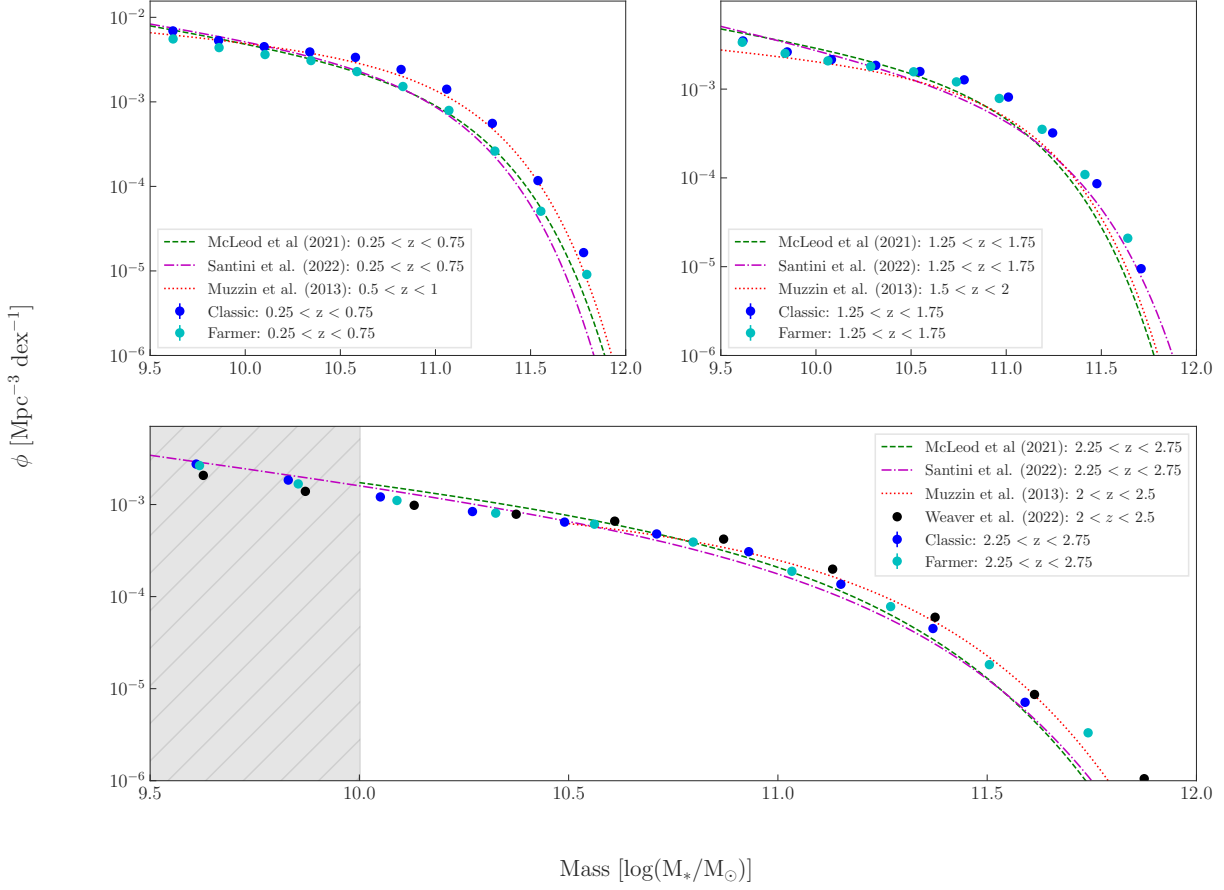 10⁻²
10⁻³
10⁻⁴
10⁻⁵
10⁻⁶
McLeod et al (2021): 0.25 < z < 0.75
Santini et al. (2022): 0.25 < z < 0.75
Muzzin et al. (2013): 0.5 < z < 1
Classic: 0.25 < z < 0.75
Farmer: 0.25 < z < 0.75
9.5 10.0 10.5 11.0 11.5 12.0
10⁻³
10⁻⁴
10⁻⁵
10⁻⁶
McLeod et al (2021): 1.25 < z < 1.75
Santini et al. (2022): 1.25 < z < 1.75
Muzzin et al. (2013): 1.5 < z < 2
Classic: 1.25 < z < 1.75
Farmer: 1.25 < z < 1.75
9.5 10.0 10.5 11.0 11.5 12.0
ϕ [Mpc⁻³ dex⁻¹]
10⁻³
10⁻⁴
10⁻⁵
10⁻⁶
McLeod et al (2021): 2.25 < z < 2.75
Santini et al. (2022): 2.25 < z < 2.75
Muzzin et al. (2013): 2 < z < 2.5
Weaver et al. (2022): 2 < z < 2.5
Classic: 2.25 < z < 2.75
Farmer: 2.25 < z < 2.75
9.5 10.0 10.5 11.0 11.5 12.0
Mass [log(M∗/M⊙)]